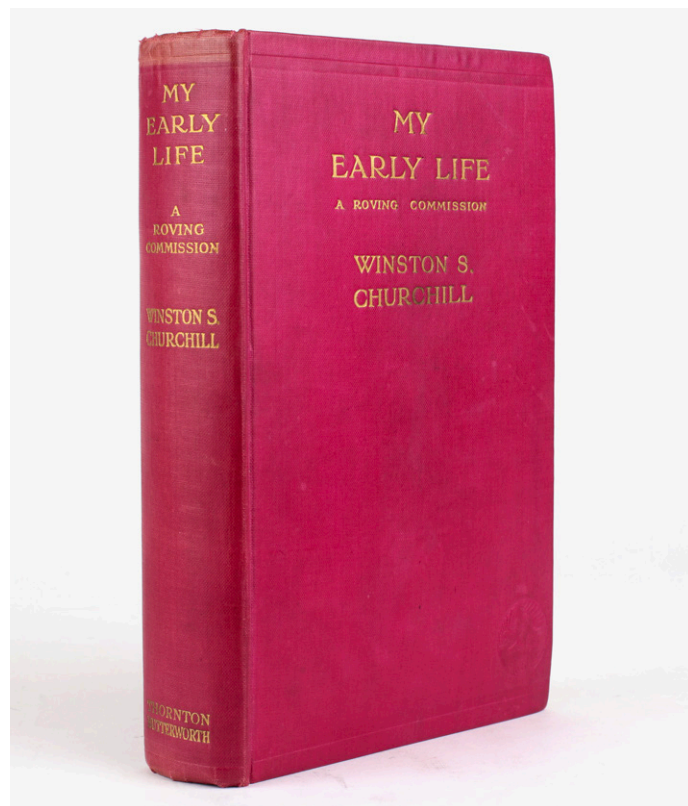 MY
EARLY
LIFE
A
ROVING
COMMISSION
WINSTON S.
CHURCHILL
THORNTON
BUTTERWORTH
MY
EARLY LIFE
A ROVING COMMISSION
WINSTON S.
CHURCHILL